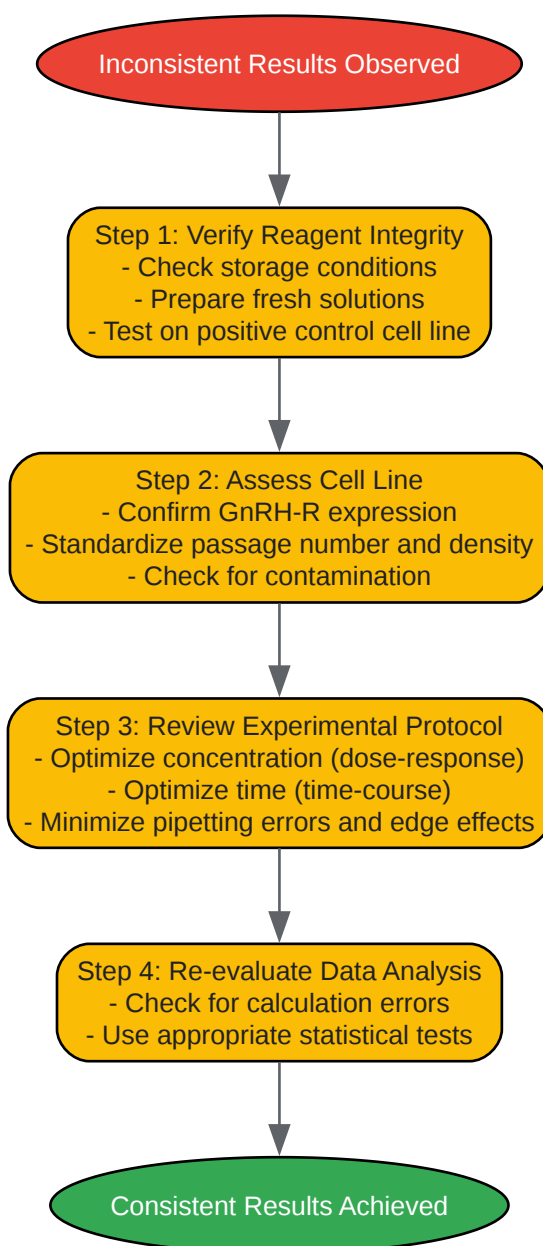 Inconsistent Results Observed
Step 1: Verify Reagent Integrity
- Check storage conditions
- Prepare fresh solutions
- Test on positive control cell line
Step 2: Assess Cell Line
- Confirm GnRH-R expression
- Standardize passage number and density
- Check for contamination
Step 3: Review Experimental Protocol
- Optimize concentration (dose-response)
- Optimize time (time-course)
- Minimize pipetting errors and edge effects
Step 4: Re-evaluate Data Analysis
- Check for calculation errors
- Use appropriate statistical tests
Consistent Results Achieved